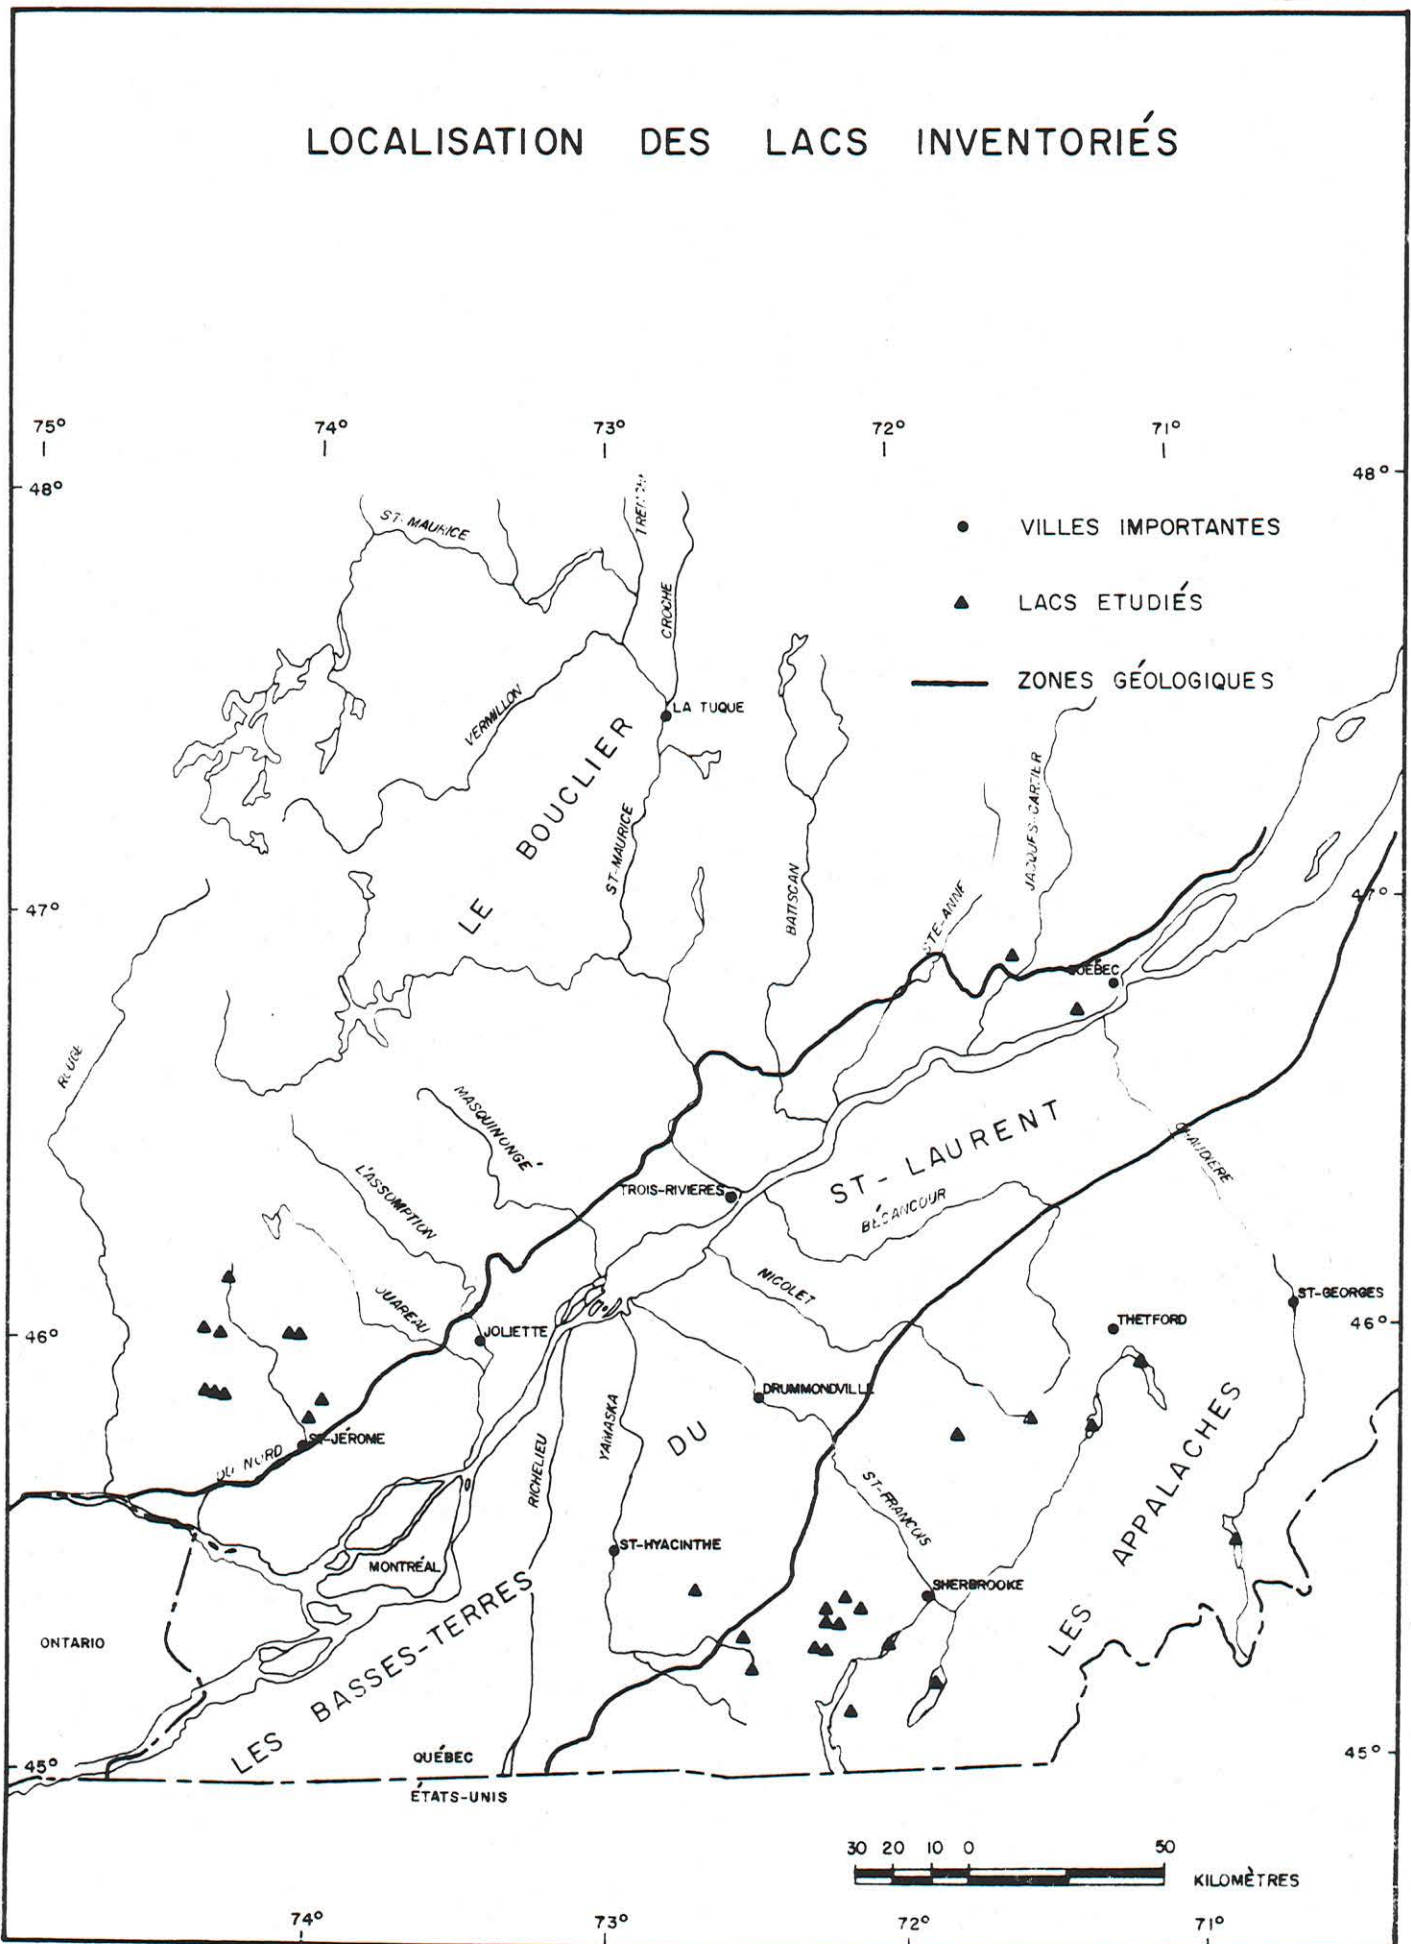 LOCALISATION DES LACS INVENTORIÉS
75° 74° 73° 72° 71°
48° 48°
VILLES IMPORTANTES
LACS ETUDIÉS
ZONES GÉOLOGIQUES
ST-MAURICE
CROCHE
VERMILLON
LA TUQUE
LE BOUCLIER
ST-MAURICE
BATISCAN
STE-ANNE
JACQUES-CARTIER
47° 47°
QUÉBEC
ROUGE
MASQUINONGÉ
L'ASSOMPTION
OUAREAU
TROIS-RIVIERES
ST-LAURENT
BÉCANCOUR
CHAUDIERE
NICOLET
ST-GEORGES
THETFORD
46° 46°
JOLIETTE
DRUMMONDVILLE
YAMASKA
DU
RICHELIEU
ST-JÉROME
DU NORD
ST-FRANCOIS
LES APPALACHES
ST-HYACINTHE
MONTRÉAL
SHERBROOKE
ONTARIO
LES BASSES-TERRES
45° 45°
QUÉBEC
ÉTATS-UNIS
30 20 10 0 50
KILOMÈTRES
74° 73° 72° 71°